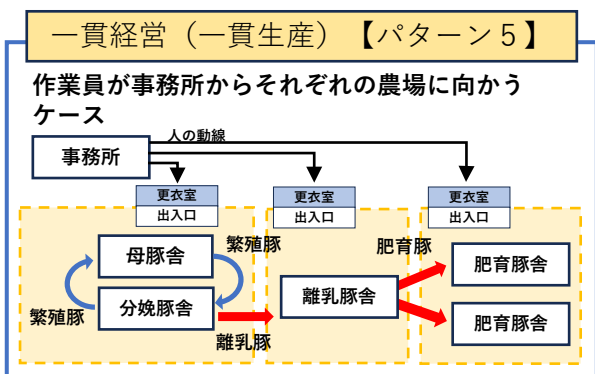 一貫経営（一貫生産）【パターン５】
作業員が事務所からそれぞれの農場に向かう
ケース
人の動線
事務所
更衣室
出入口
更衣室
出入口
更衣室
出入口
母豚舎
繁殖豚
分娩豚舎
繁殖豚
離乳豚
離乳豚舎
肥育豚
肥育豚舎
肥育豚舎